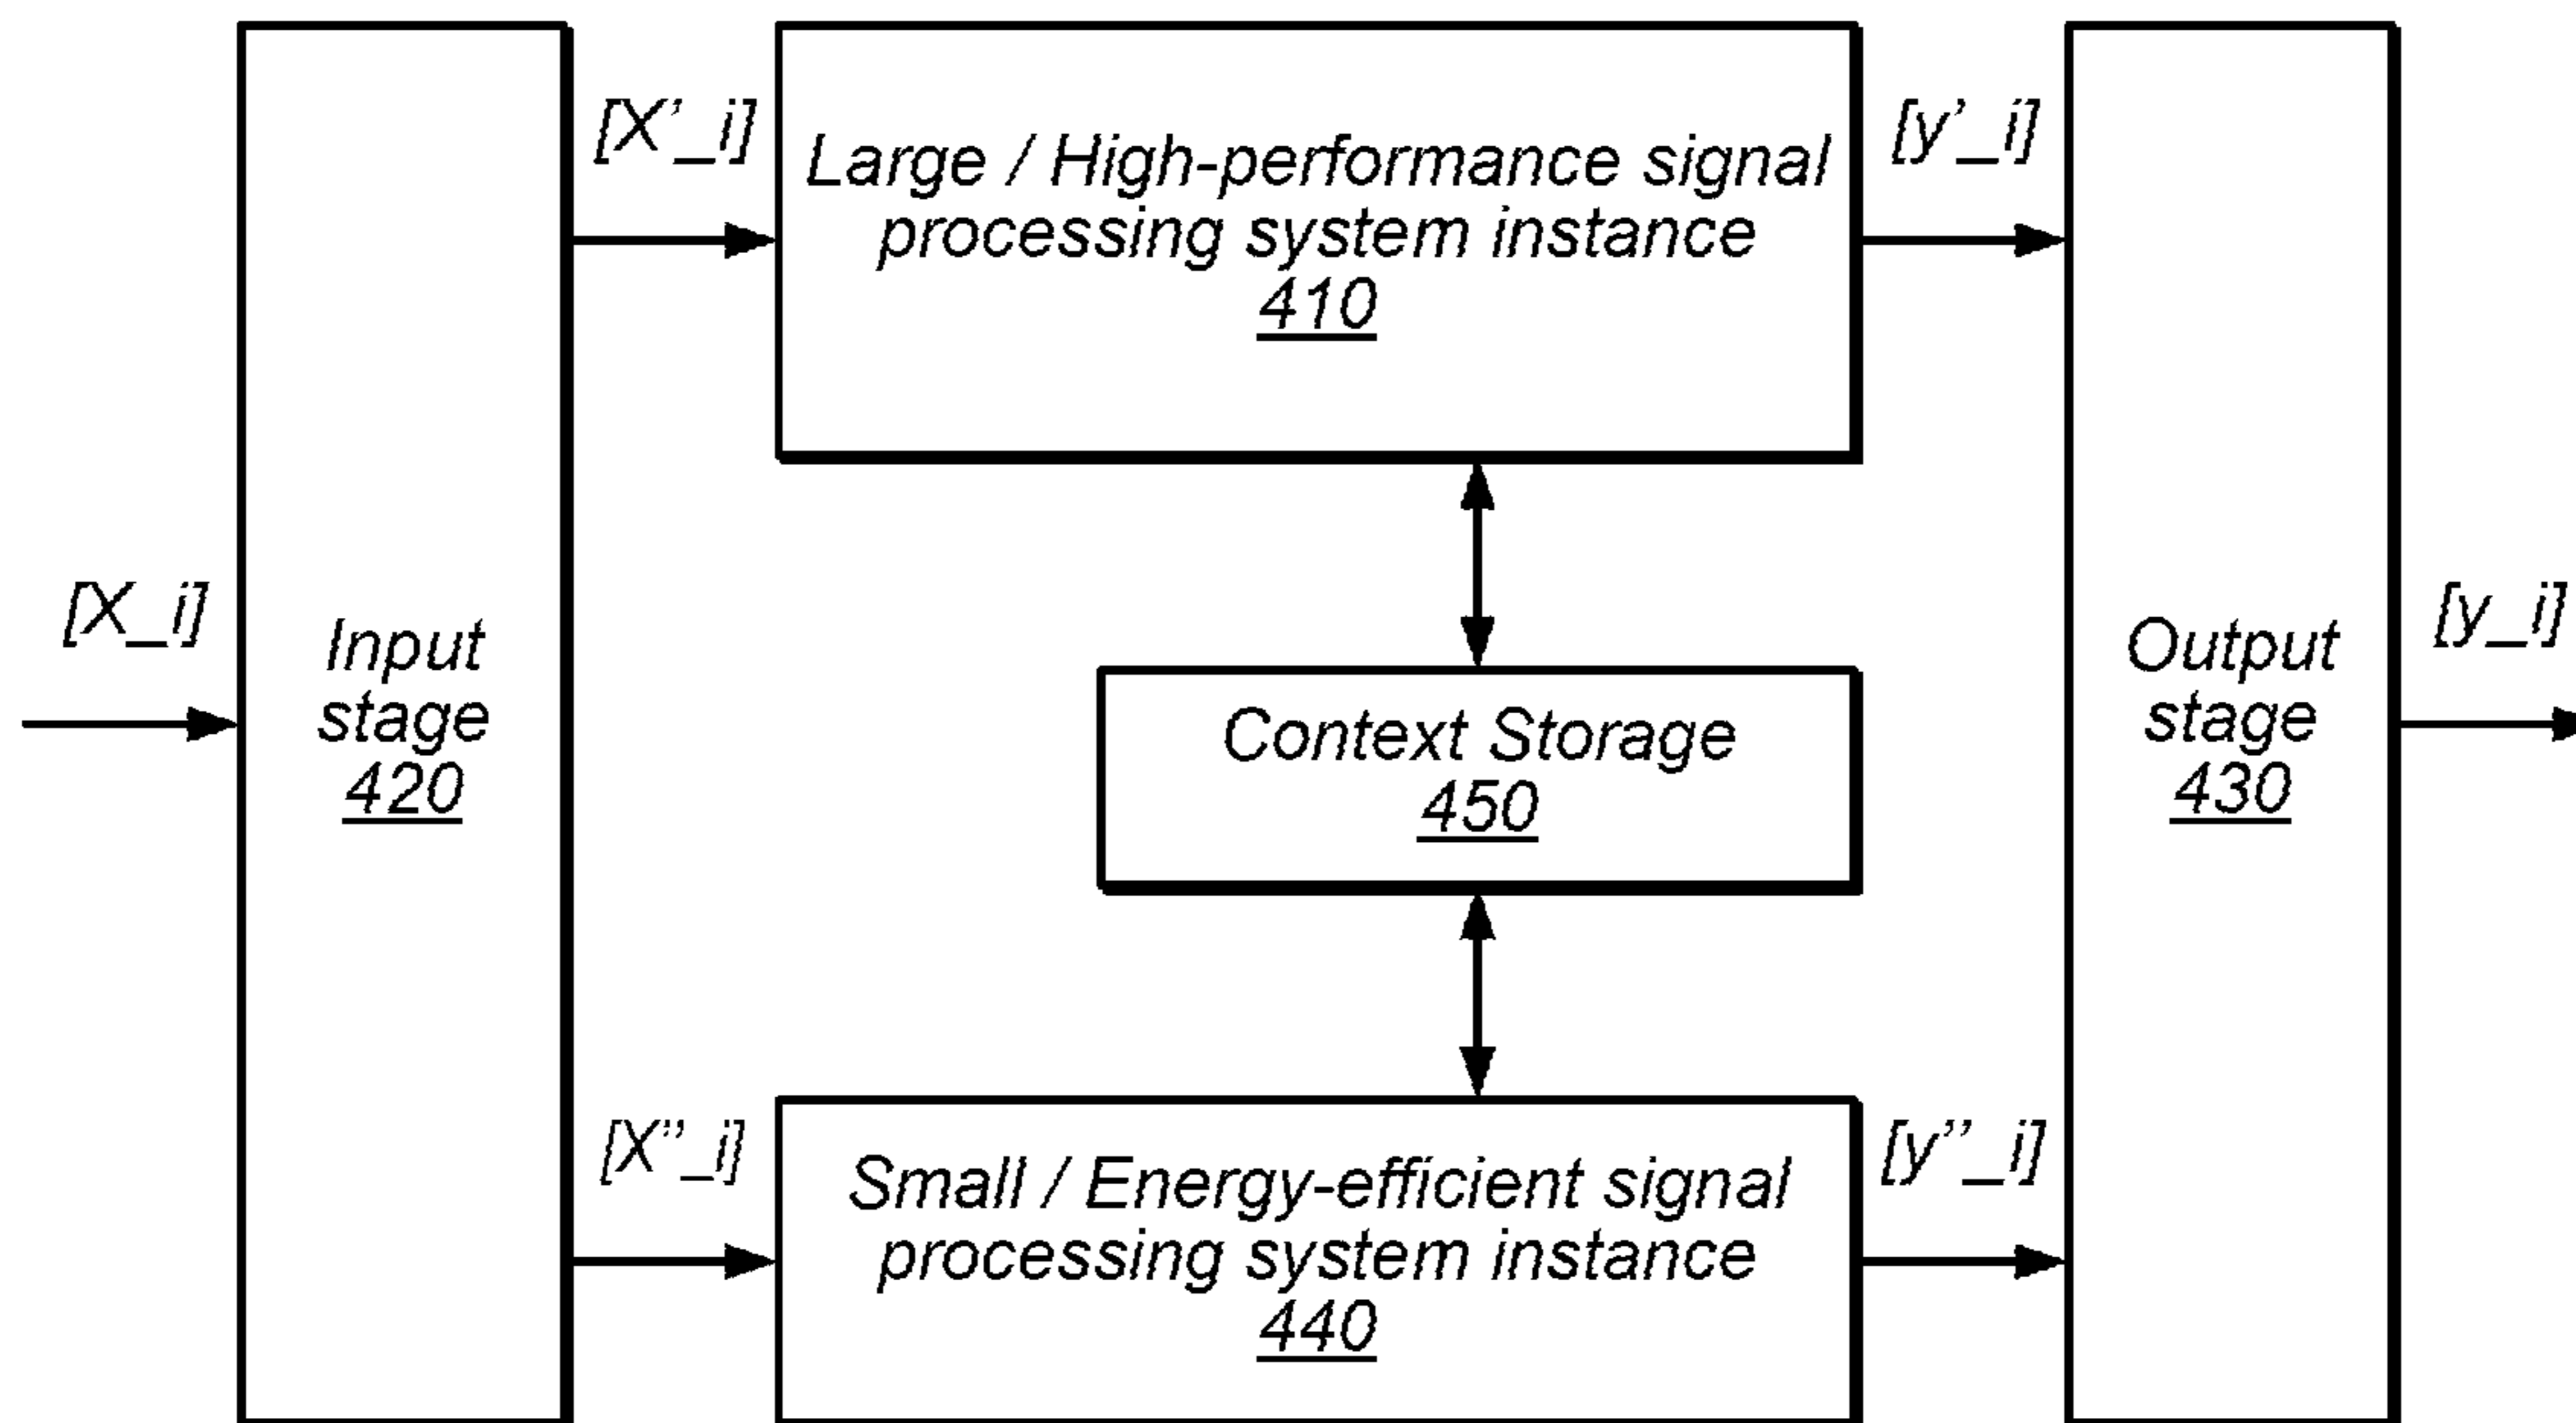 [X_i]
Input
stage
420
[X’_i]
Large / High-performance signal
processing system instance
410
[y’_i]
Context Storage
450
[X”_i]
Small / Energy-efficient signal
processing system instance
440
[y”_i]
Output
stage
430
[y_i]